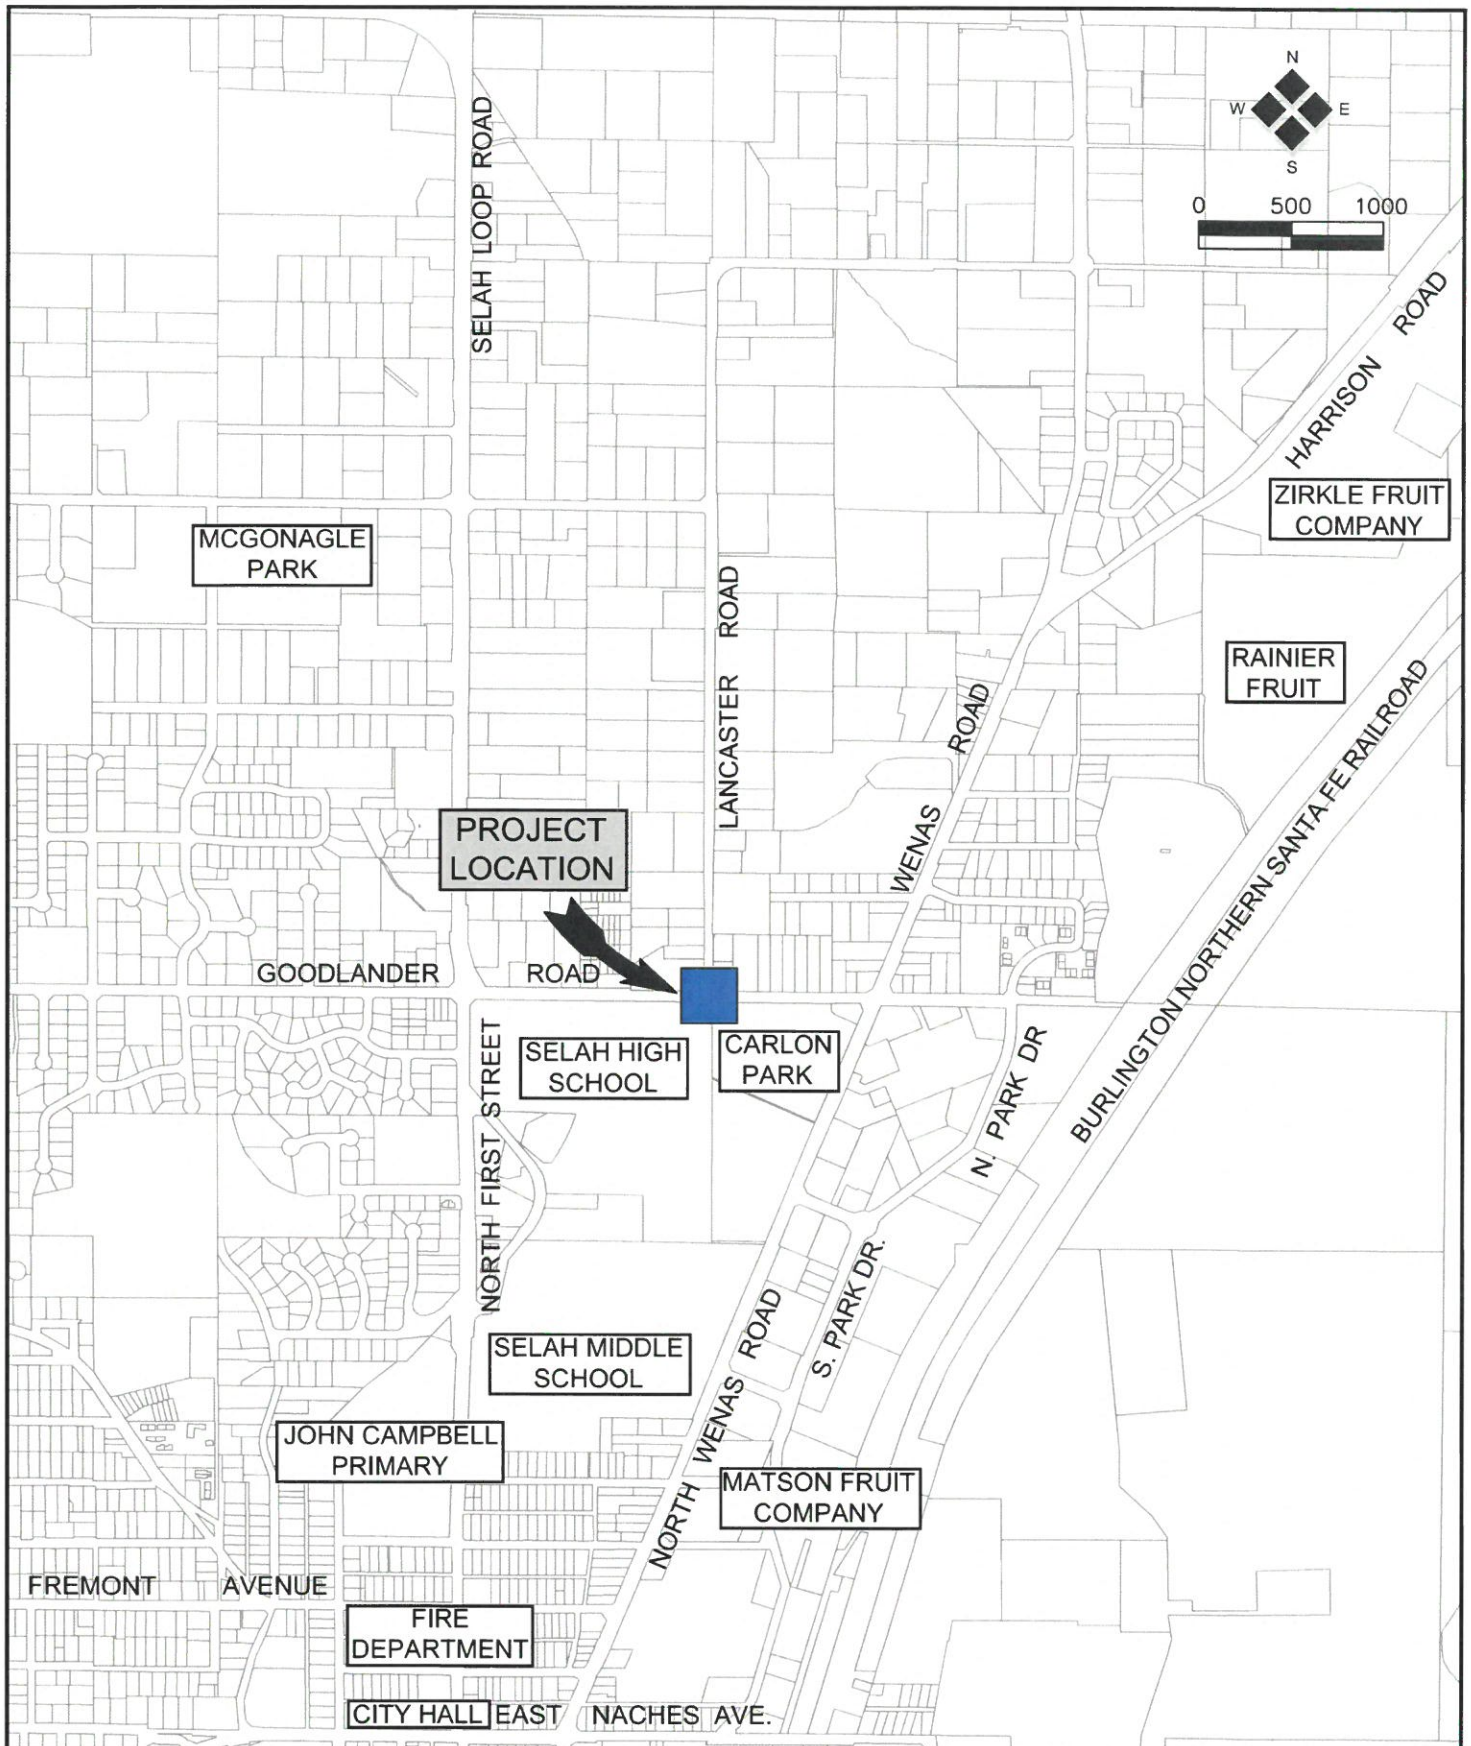 N
W E
S
0 500 1000
SELAH LOOP ROAD
HARRISON ROAD
ZIRKLE FRUIT
COMPANY
MCGONAGLE
PARK
LANCASTER ROAD
RAINIER
FRUIT
WENAS ROAD
BURLINGTON NORTHERN SANTA FE RAILROAD
PROJECT
LOCATION
GOODLANDER ROAD
SELAH HIGH
SCHOOL
CARLON
PARK
NORTH FIRST STREET
N. PARK DR
S. PARK DR.
SELAH MIDDLE
SCHOOL
NORTH WENAS ROAD
JOHN CAMPBELL
PRIMARY
MATSON FRUIT
COMPANY
FREMONT AVENUE
FIRE
DEPARTMENT
CITY HALL
EAST NACHES AVE.